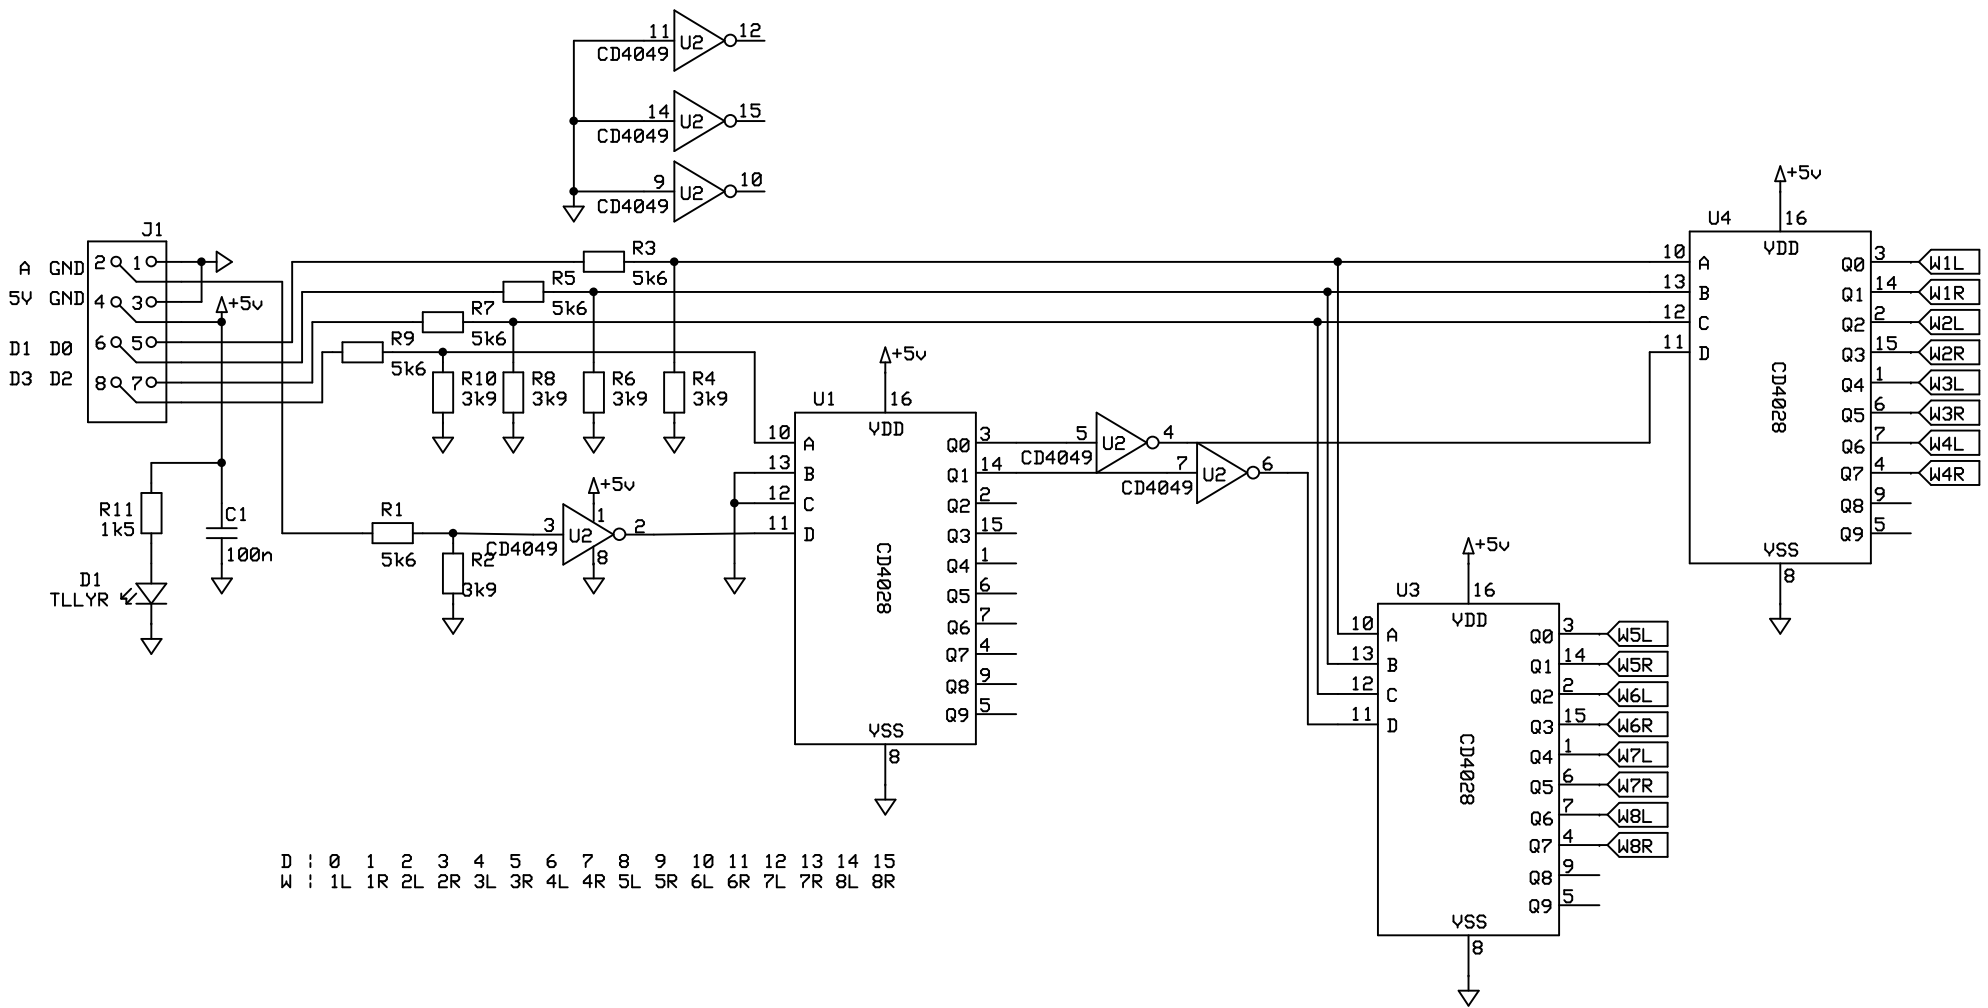 11 U2 12
CD4049
14 U2 15
CD4049
9 U2 10
CD4049
J1
A GND 2 1
5V GND 4 3
+5v
D1 D0 6 5
D3 D2 8 7
R3
5k6
R5
5k6
R7
5k6
R9
5k6
R10
3k9
R8
3k9
R6
3k9
R4
3k9
R11
1k5
C1
100n
D1
TLLYR
R1
5k6
R2
3k9
+5v
3 U2 2
CD4049
1
8
+5v
U1 16
VDD
10 A Q0 3
13 B Q1 14
12 C Q2 2
11 D Q3 15
Q4 1
Q5 6
Q6 7
Q7 4
Q8 9
Q9 5
CD4028
VSS
8
5 U2 4
CD4049
7 U2 6
CD4049
+5v
U4 16
VDD
10 A Q0 3 W1L
13 B Q1 14 W1R
12 C Q2 2 W2L
11 D Q3 15 W2R
Q4 1 W3L
Q5 6 W3R
Q6 7 W4L
Q7 4 W4R
Q8 9
Q9 5
CD4028
VSS
8
+5v
U3 16
VDD
10 A Q0 3 W5L
13 B Q1 14 W5R
12 C Q2 2 W6L
11 D Q3 15 W6R
Q4 1 W7L
Q5 6 W7R
Q6 7 W8L
Q7 4 W8R
Q8 9
Q9 5
CD4028
VSS
8
D ¦ 0 1 2 3 4 5 6 7 8 9 10 11 12 13 14 15
W ¦ 1L 1R 2L 2R 3L 3R 4L 4R 5L 5R 6L 6R 7L 7R 8L 8R